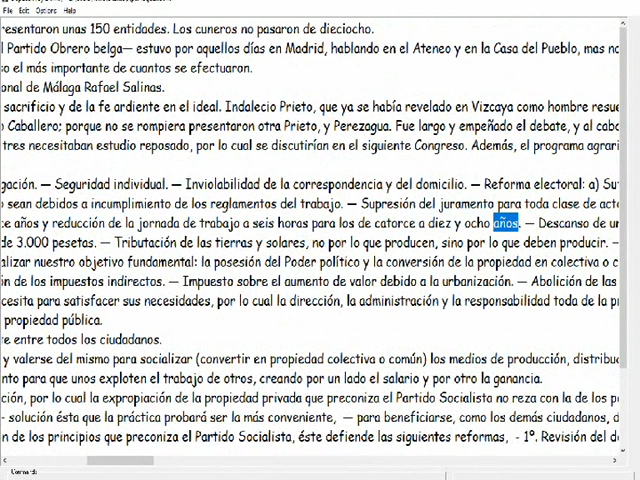 File Edit Options Help
resentaron unas 150 entidades. Los cuneros no pasaron de dieciocho.
l Partido Obrero belga— estuvo por aquellos días en Madrid, hablando en el Ateneo y en la Casa del Pueblo, mas no
so el más importante de cuantos se efectuaron.
onal de Málaga Rafael Salinas.
sacrificio y de la fe ardiente en el ideal. Indalecio Prieto, que ya se había revelado en Vizcaya como hombre resue
o Caballero; porque no se rompiera presentaron otra Prieto, y Perezagua. Fue largo y empeñado el debate, y al cabo
tres necesitaban estudio reposado, por lo cual se discutirían en el siguiente Congreso. Además, el programa agrari
gación. — Seguridad individual. — Inviolabilidad de la correspondencia y del domicilio. — Reforma electoral: a) Su
o sean debidos a incumplimiento de los reglamentos del trabajo. — Supresión del juramento para toda clase de act
ce años y reducción de la jornada de trabajo a seis horas para los de catorce a diez y ocho años. — Descanso de un
de 3.000 pesetas. — Tributación de las tierras y solares, no por lo que producen, sino por lo que deben producir. —
alizar nuestro objetivo fundamental: la posesión del Poder político y la conversión de la propiedad en colectiva o c
ón de los impuestos indirectos. — Impuesto sobre el aumento de valor debido a la urbanización. — Abolición de las
cesita para satisfacer sus necesidades, por lo cual la dirección, la administración y la responsabilidad toda de la pr
propiedad pública.
re entre todos los ciudadanos.
y valerse del mismo para socializar (convertir en propiedad colectiva o común) los medios de producción, distribuc
nto para que unos exploten el trabajo de otros, creando por un lado el salario y por otro la ganancia.
ción, por lo cual la expropiación de la propiedad privada que preconiza el Partido Socialista no reza con la de los p
- solución ésta que la práctica probará ser la más conveniente, — para beneficiarse, como los demás ciudadanos, d
n de los principios que preconiza el Partido Socialista, éste defiende las siguientes reformas, - 1º. Revisión del d